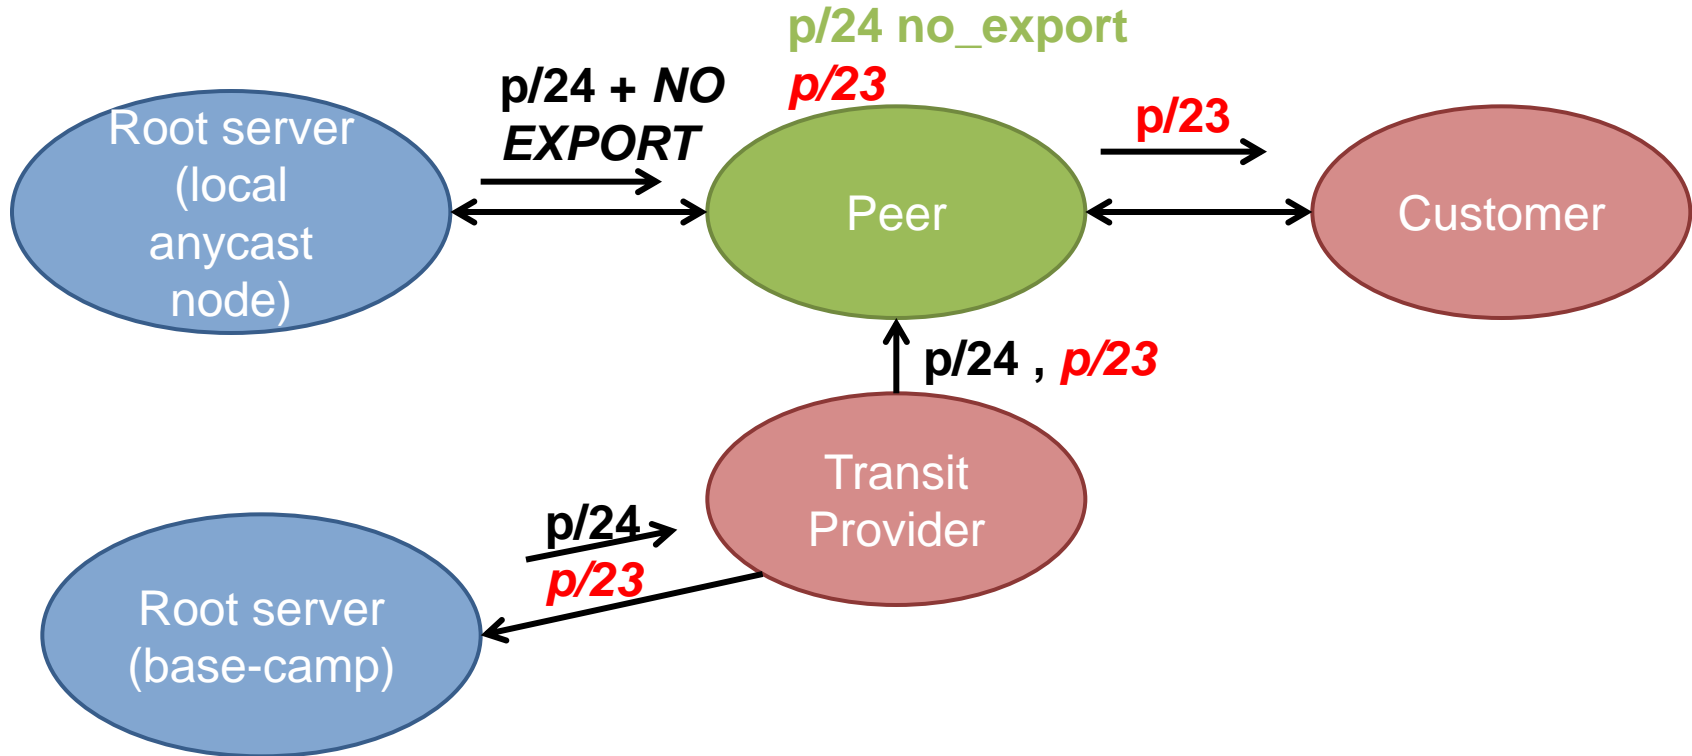 p/24 no_export
p/23
p/24 + NO
EXPORT
p/23
Root server
(local
anycast
node)
Peer
Customer
p/24 , p/23
Transit
Provider
p/24
p/23
Root server
(base-camp)